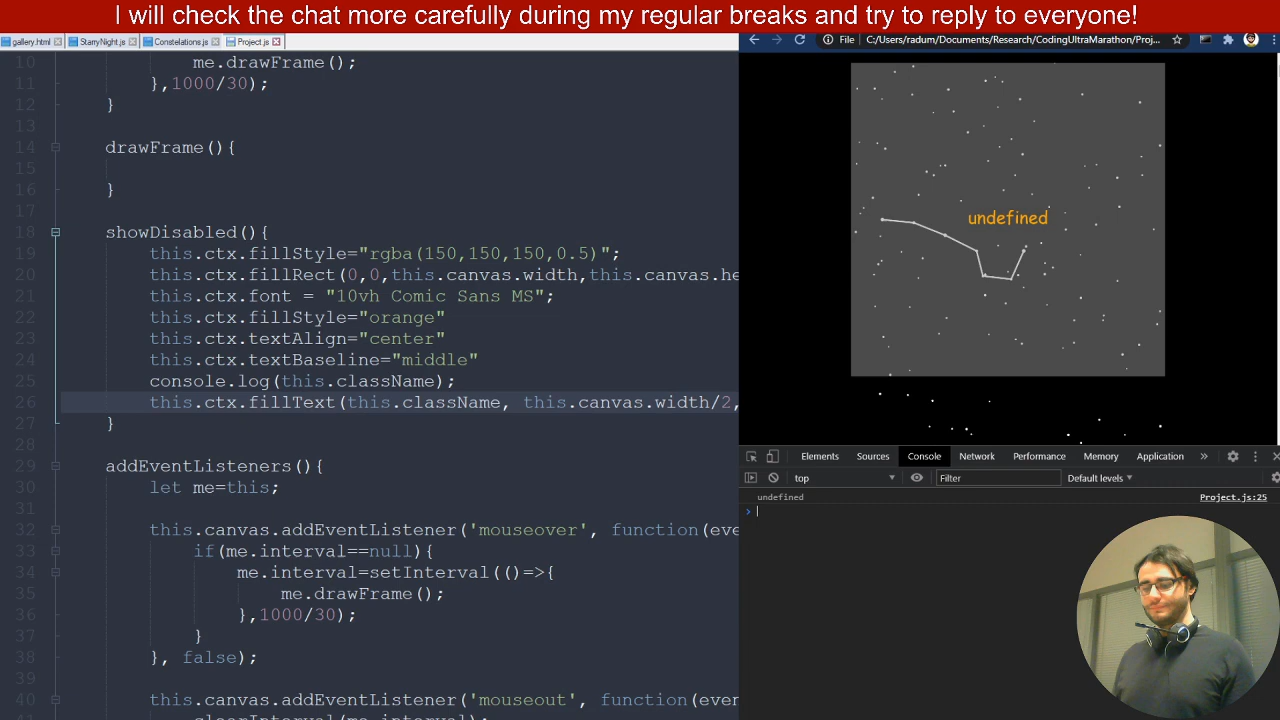 I will check the chat more carefully during my regular breaks and try to reply to everyone!
gallery.html StarryNight.js Constelations.js Project.js
File C:/Users/radum/Documents/Research/CodingUltraMarathon/Proj...
10 me.drawFrame();
11 },1000/30);
12 }
13
14 drawFrame(){
15
16 }
17
18 showDisabled(){
19 this.ctx.fillStyle="rgba(150,150,150,0.5)";
20 this.ctx.fillRect(0,0,this.canvas.width,this.canvas.he
21 this.ctx.font = "10vh Comic Sans MS";
22 this.ctx.fillStyle="orange"
23 this.ctx.textAlign="center"
24 this.ctx.textBaseline="middle"
25 console.log(this.className);
26 this.ctx.fillText(this.className, this.canvas.width/2,
27 }
28
29 addEventListeners(){
30 let me=this;
31
32 this.canvas.addEventListener('mouseover', function(eve
33 if(me.interval==null){
34 me.interval=setInterval(()=>{
35 me.drawFrame();
36 },1000/30);
37 }
38 }, false);
39
40 this.canvas.addEventListener('mouseout', function(even
clearInterval(me.interval);
undefined
Elements Sources Console Network Performance Memory Application »
top Filter Default levels
undefined Project.js:25
>